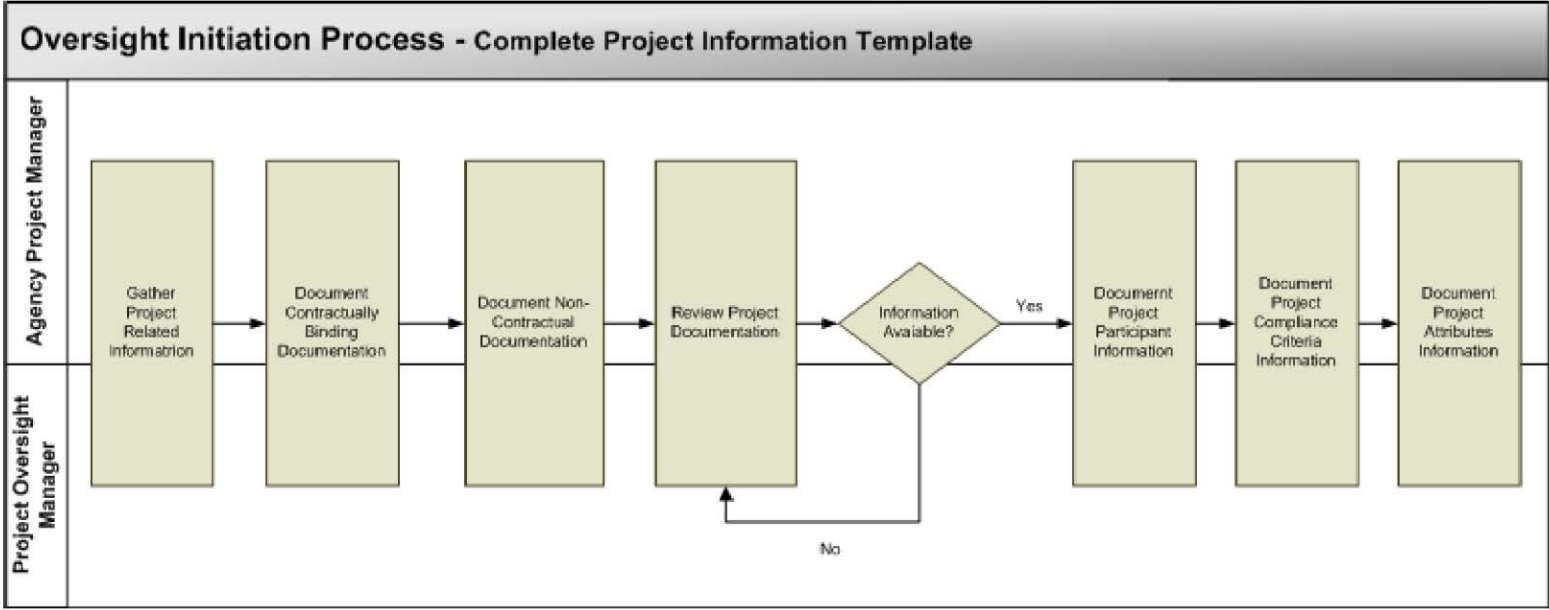 Oversight Initiation Process - Complete Project Information Template
Agency Project Manager
Gather
Project
Related
Informatrion
Document
Contractually
Binding
Documentation
Document Non-
Contractual
Documentation
Review Project
Documentation
Information
Avaiable?
Yes
Documernt
Project
Participant
Information
Document
Project
Compliance
Criteria
Information
Document
Project
Attributes
Information
Project Oversight
Manager
No